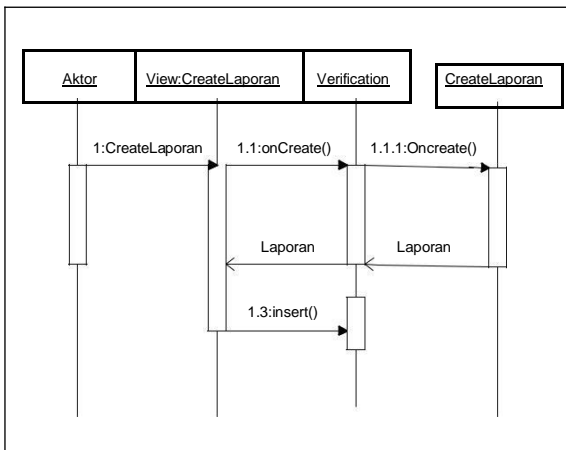 Aktor
View:CreateLaporan
Verification
CreateLaporan
1:CreateLaporan
1.1:onCreate()
1.1.1:Oncreate()
Laporan
Laporan
1.3:insert()